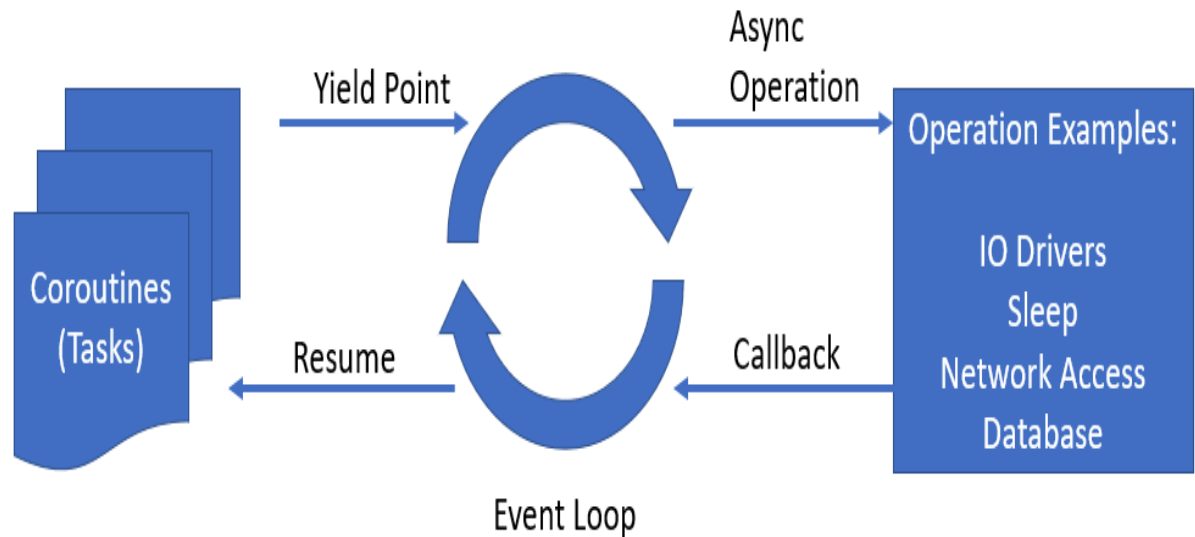 Yield Point
Async
Operation
Coroutines
(Tasks)
Resume
Callback
Operation Examples:
IO Drivers
Sleep
Network Access
Database
Event Loop